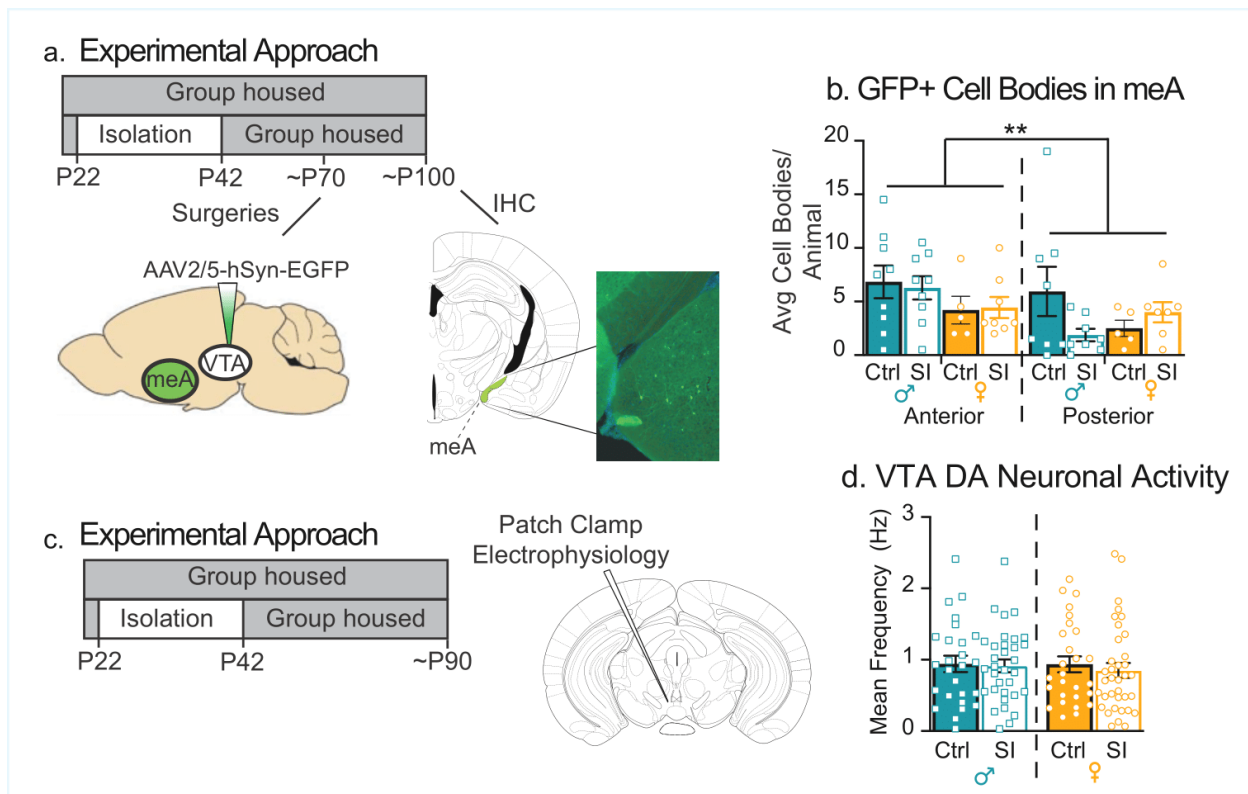 a. Experimental Approach
Group housed
Isolation
Group housed
P22
P42
~P70
~P100
Surgeries
IHC
AAV2/5-hSyn-EGFP
VTA
meA
meA
b. GFP+ Cell Bodies in meA
**
Avg Cell Bodies/
Animal
20
15
10
5
0
Ctrl SI Ctrl SI Ctrl SI Ctrl SI
♂ ♀ ♂ ♀
Anterior Posterior
c. Experimental Approach
Group housed
Isolation
Group housed
P22
P42
~P90
Patch Clamp
Electrophysiology
d. VTA DA Neuronal Activity
Mean Frequency (Hz)
3
2
1
0
Ctrl SI Ctrl SI
♂ ♀